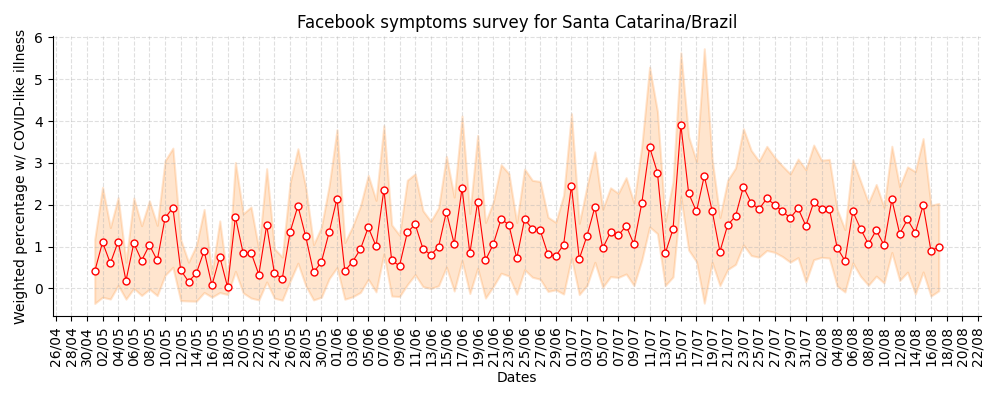 Facebook symptoms survey for Santa Catarina/Brazil
Weighted percentage w/ COVID-like illness
6
5
4
3
2
1
0
26/04 28/04 30/04 02/05 04/05 06/05 08/05 10/05 12/05 14/05 16/05 18/05 20/05 22/05 24/05 26/05 28/05 30/05 01/06 03/06 05/06 07/06 09/06 11/06 13/06 15/06 17/06 19/06 21/06 23/06 25/06 27/06 29/06 01/07 03/07 05/07 07/07 09/07 11/07 13/07 15/07 17/07 19/07 21/07 23/07 25/07 27/07 29/07 31/07 02/08 04/08 06/08 08/08 10/08 12/08 14/08 16/08 18/08 20/08 22/08
Dates